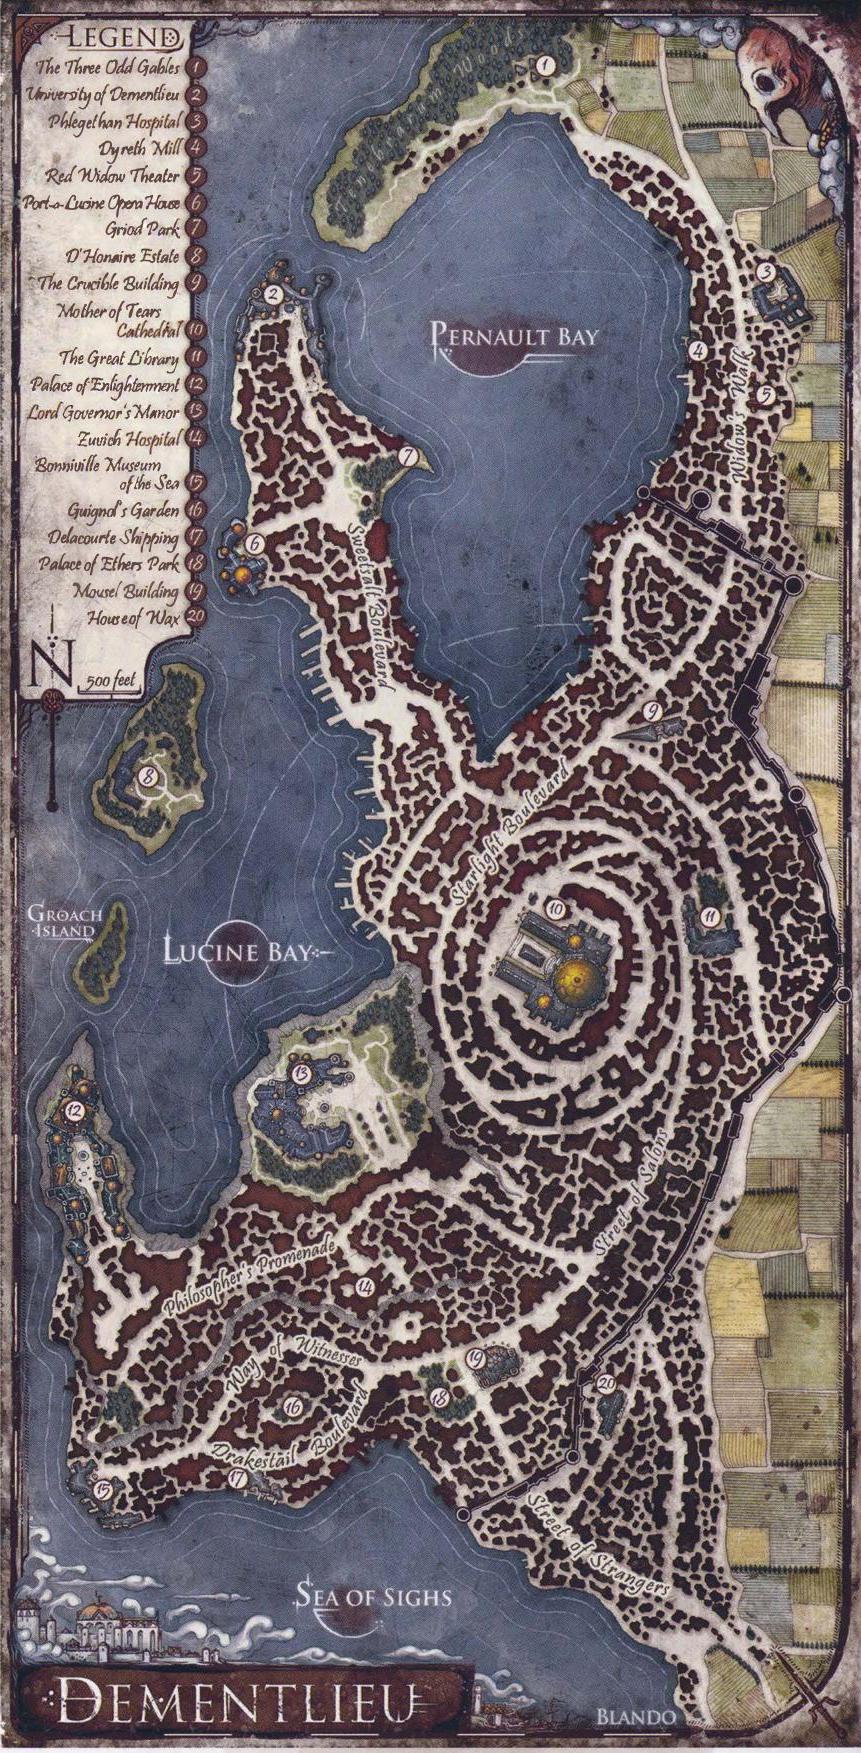 LEGEND
The Three Odd Gables 1
University of Dementlieu 2
Phlegethan Hospital 3
Dyreth Mill 4
Red Widow Theater 5
Port-a-Lucine Opera House 6
Griod Park 7
D'Honaire Estate 8
The Crucible Building 9
Mother of Tears
Cathedral 10
The Great Library 11
Palace of Enlightenment 12
Lord Governor's Manor 13
Zuvich Hospital 14
Bonniville Museum
of the Sea 15
Guignol's Garden 16
Delacourte Shipping 17
Palace of Ethers Park 18
Mousel Building 19
House of Wax 20
N
500 feet
Woods
1
2
3
PERNAULT BAY
4
Widow's Walk
5
7
6
Sweetsalt Boulevard
9
8
Starlight Boulevard
10
11
GROACH
ISLAND
LUCINE BAY
13
12
Street of Salons
Philosopher's Promenade
14
Way of Witnesses
19
18
20
16
Drakestail Boulevard
17
15
Street of Strangers
SEA OF SIGHS
DEMENTLIEU
BLANDO